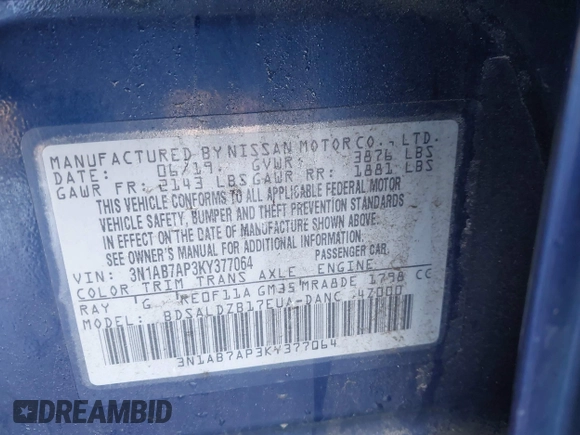 MANUFACTURED BY NISSAN MOTOR CO., LTD.
DATE: 06/19. GVWR: 3876 LBS
GAWR FR: 2143 LBS GAWR RR: 1881 LBS
THIS VEHICLE CONFORMS TO ALL APPLICABLE FEDERAL MOTOR
VEHICLE SAFETY, BUMPER AND THEFT PREVENTION STANDARDS
IN EFFECT ON THE DATE OF MANUFACTURE SHOWN ABOVE.
SEE OWNER'S MANUAL FOR ADDITIONAL INFORMATION.
VIN: 3N1AB7AP3KY377064 PASSENGER CAR
COLOR TRIM TRANS AXLE ENGINE
RAY G RE0F11A GM35 MRA8DE 1798 CC
MODEL: BDSALDZB17EUA-DANC 4Z000
3N1AB7AP3KY377064
DREAMBID